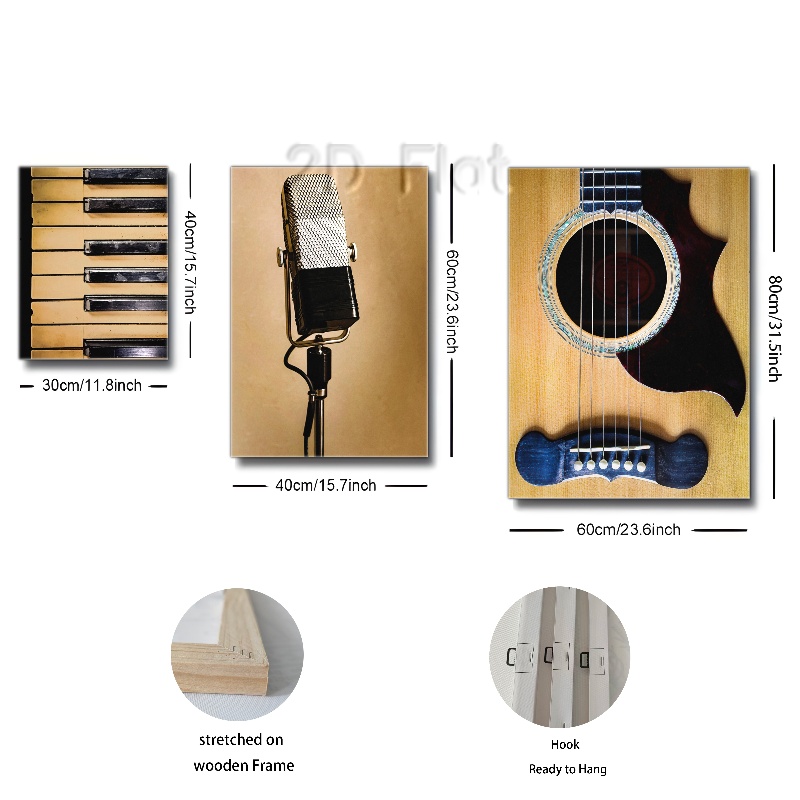 2D Flat
40cm/15.7inch
30cm/11.8inch
60cm/23.6inch
40cm/15.7inch
80cm/31.5inch
60cm/23.6inch
stretched on
wooden Frame
Hook
Ready to Hang